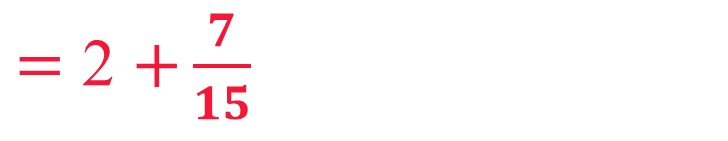 = 2 + 7/15